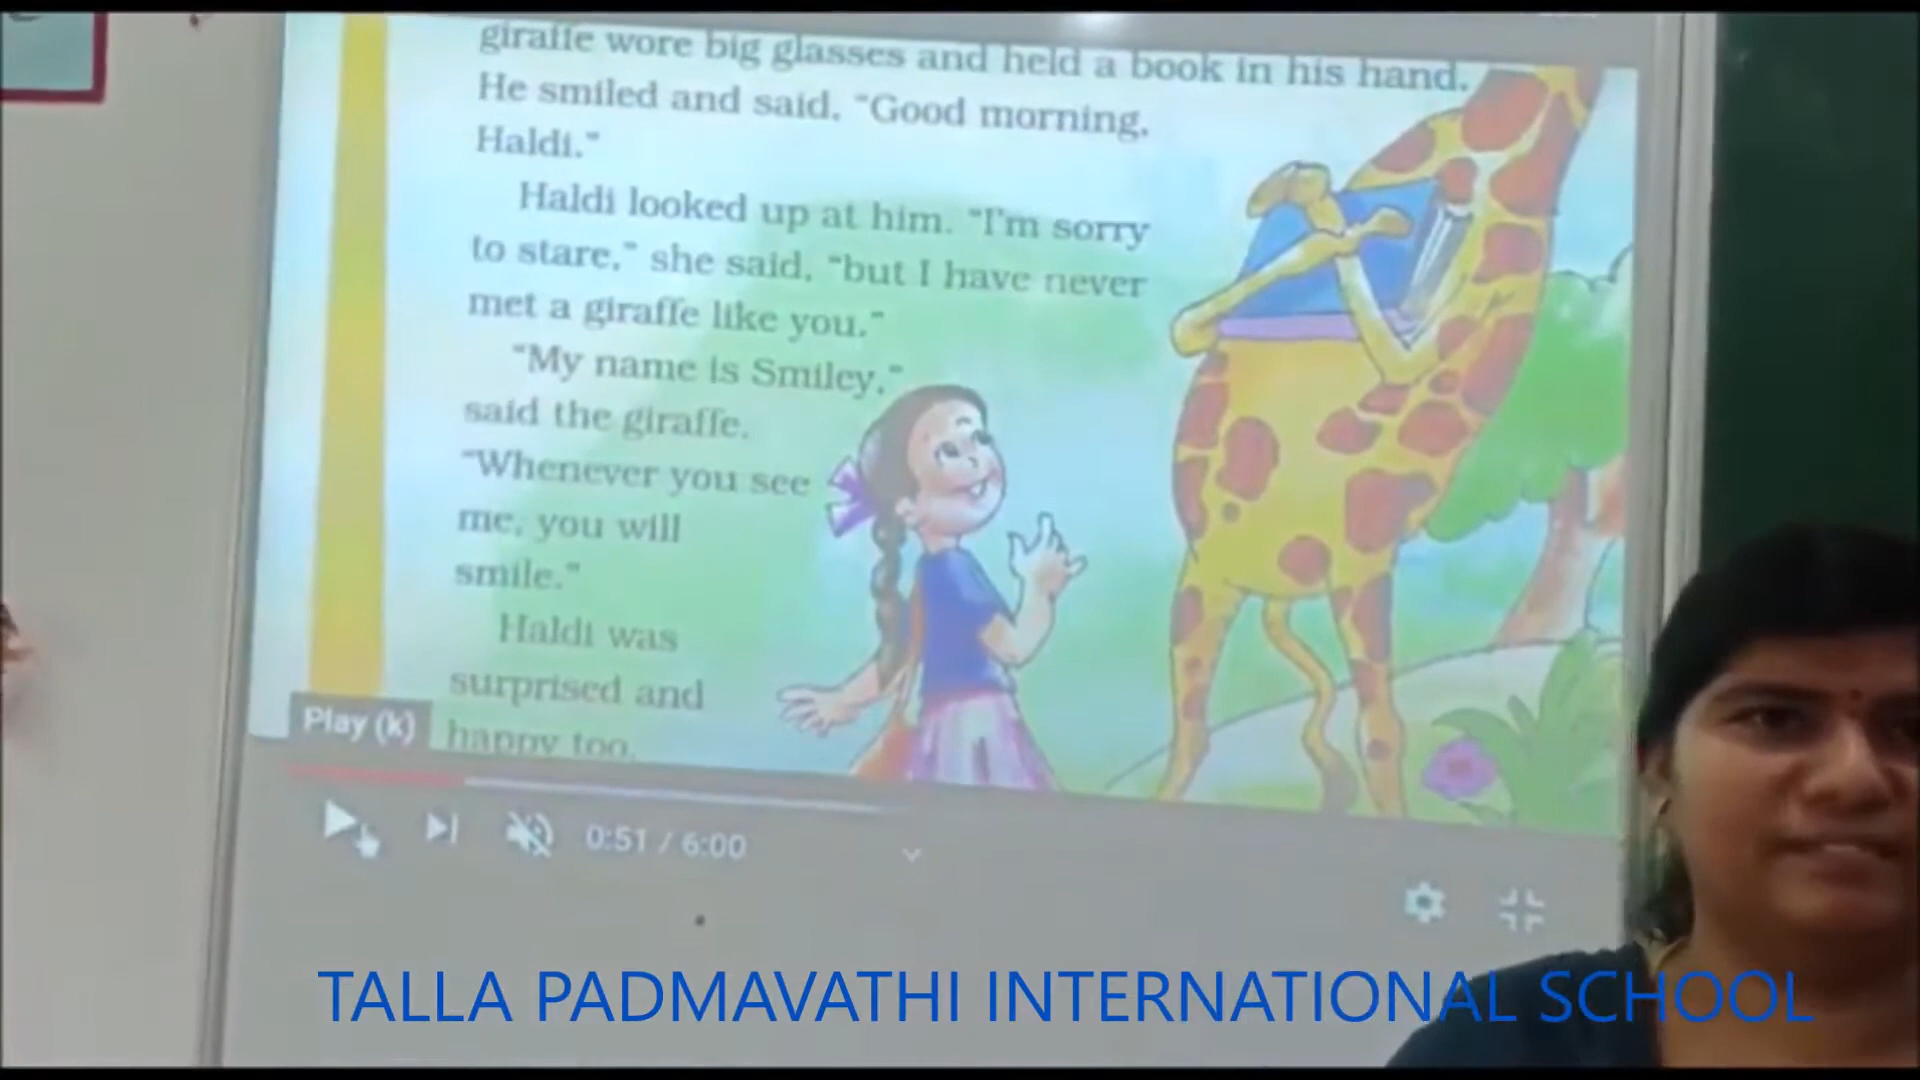 giraffe wore big glasses and held a book in his hand.
He smiled and said, "Good morning,
Haldi."
Haldi looked up at him. "I'm sorry
to stare," she said, "but I have never
met a giraffe like you."
"My name is Smiley,"
said the giraffe.
"Whenever you see
me, you will
smile."
Haldi was
surprised and
happy too.
Play (k)
0:51 / 6:00
TALLA PADMAVATHI INTERNATIONAL SCHOOL